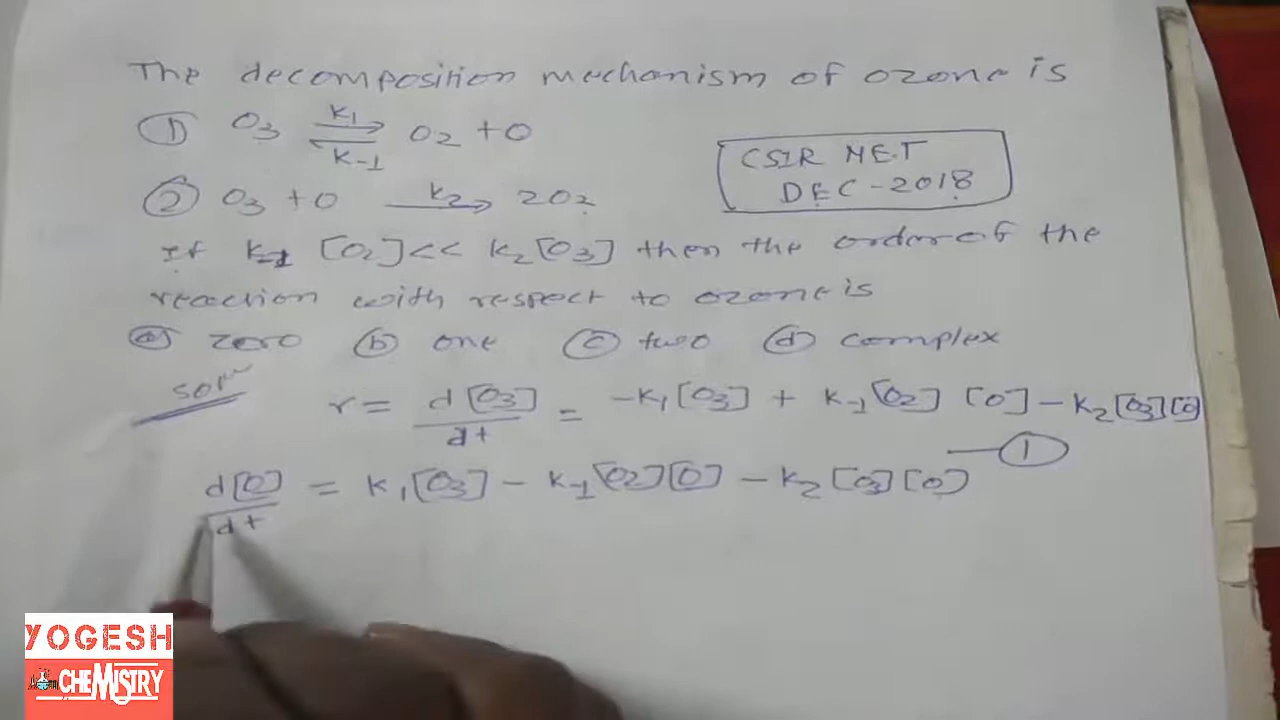 The decomposition mechanism of ozone is
① O3 ⇌ O2 + O
k1
k-1
② O3 + O → 2O2
k2
CSIR NET
DEC-2018
If k-1 [O2] << k2 [O3] then the order of the
reaction with respect to ozone is
ⓐ zero ⓑ one ⓒ two ⓓ complex
soln
r = d[O3]/dt = -k1[O3] + k-1[O2] [O] - k2[O3][O]
①
d[O]/dt = k1[O3] - k-1[O2][O] - k2[O3][O]
YOGESH
CHEMISTRY